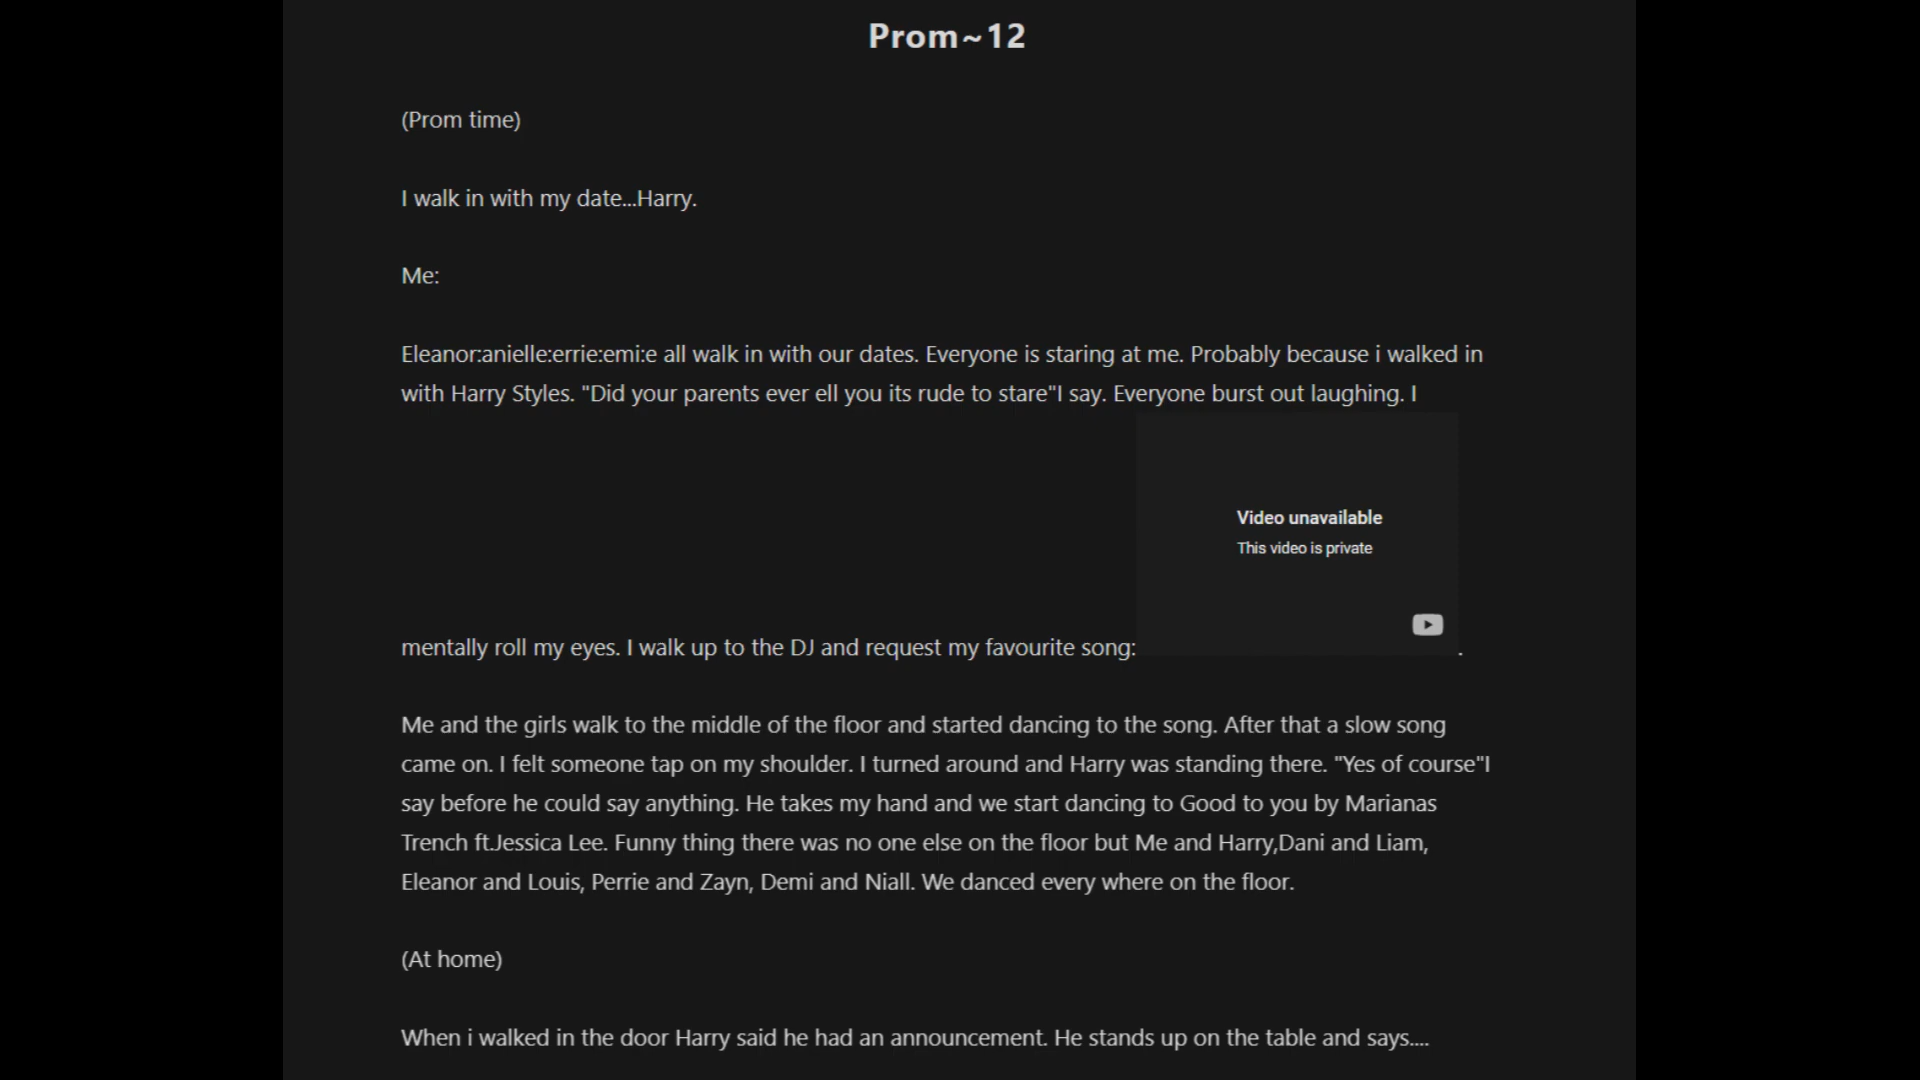 Prom~12
(Prom time)
I walk in with my date...Harry.
Me:
Eleanor:anielle:errie:emi:e all walk in with our dates. Everyone is staring at me. Probably because i walked in
with Harry Styles. "Did your parents ever ell you its rude to stare"I say. Everyone burst out laughing. I
Video unavailable
This video is private
mentally roll my eyes. I walk up to the DJ and request my favourite song: .
Me and the girls walk to the middle of the floor and started dancing to the song. After that a slow song
came on. I felt someone tap on my shoulder. I turned around and Harry was standing there. "Yes of course"I
say before he could say anything. He takes my hand and we start dancing to Good to you by Marianas
Trench ft.Jessica Lee. Funny thing there was no one else on the floor but Me and Harry,Dani and Liam,
Eleanor and Louis, Perrie and Zayn, Demi and Niall. We danced every where on the floor.
(At home)
When i walked in the door Harry said he had an announcement. He stands up on the table and says....